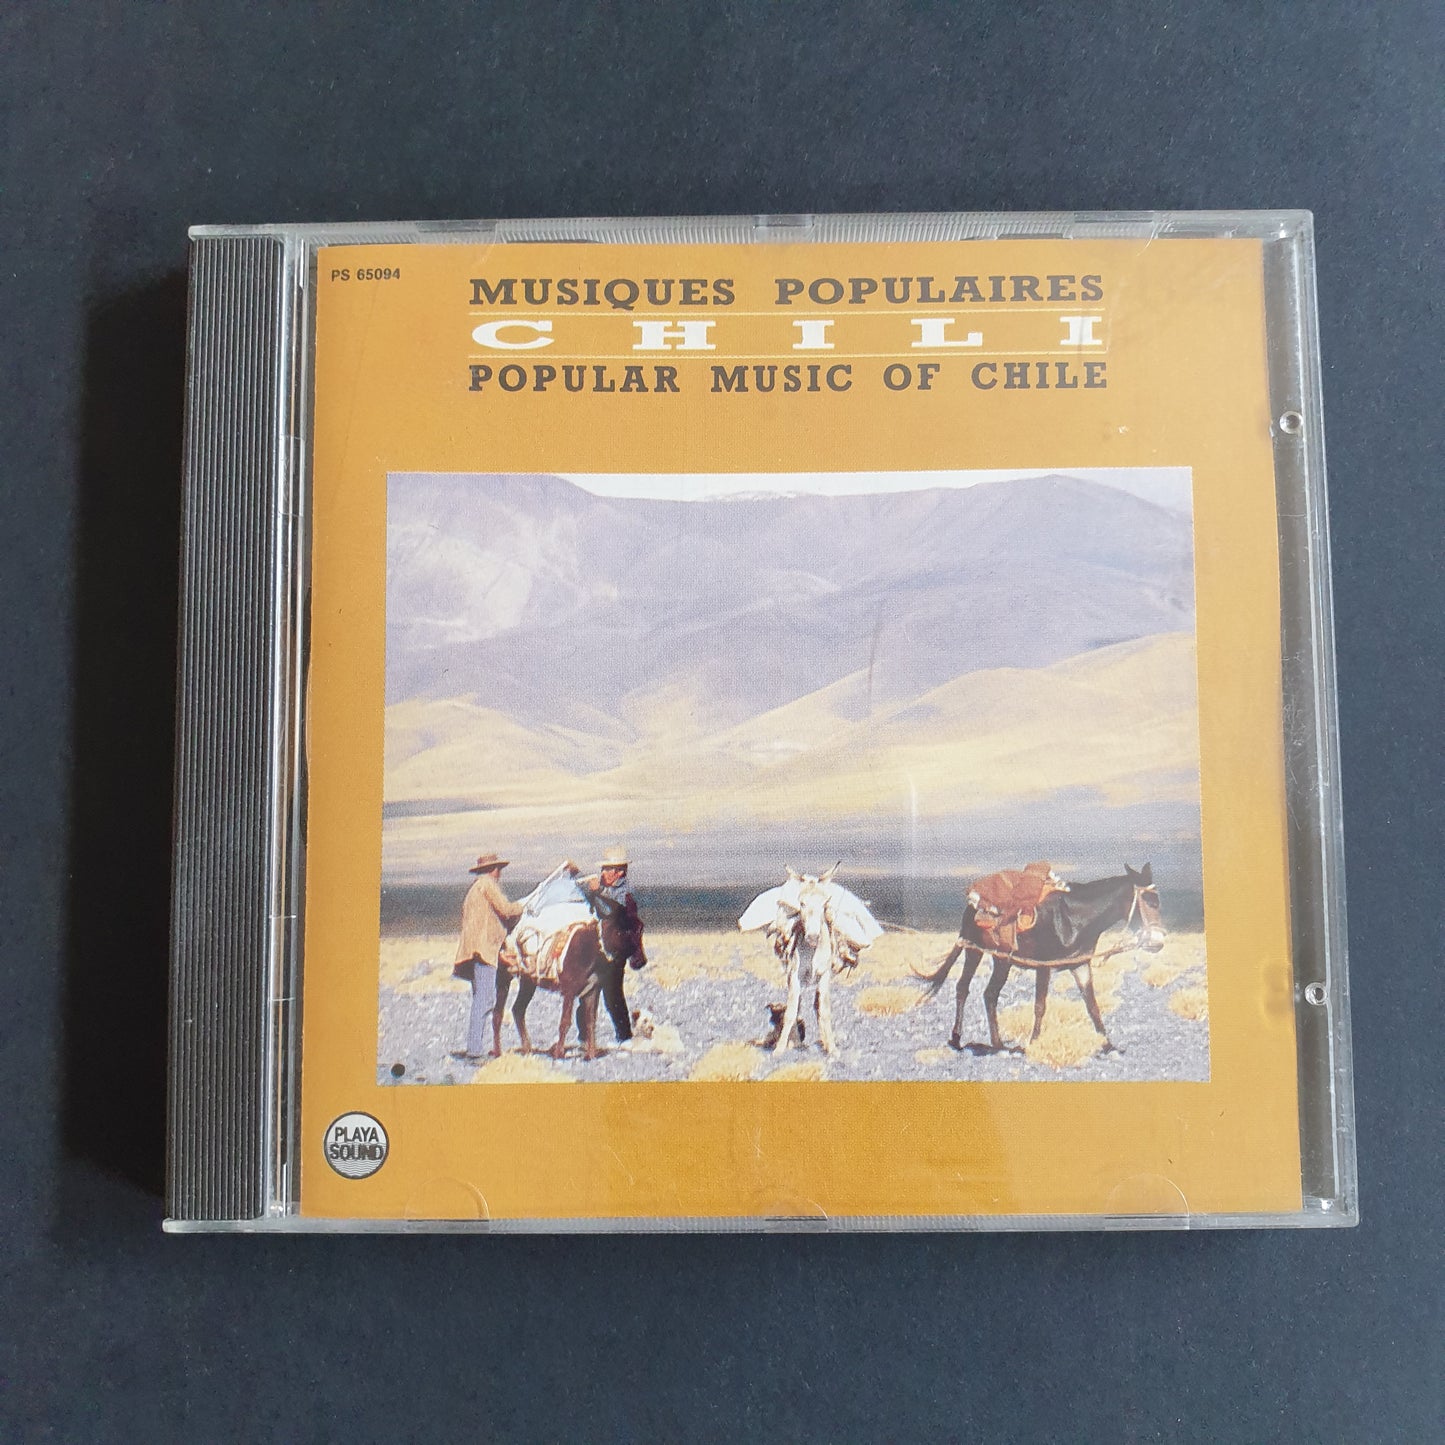 PS 65094
MUSIQUES POPULAIRES
CHILI
POPULAR MUSIC OF CHILE
PLAYA
SOUND